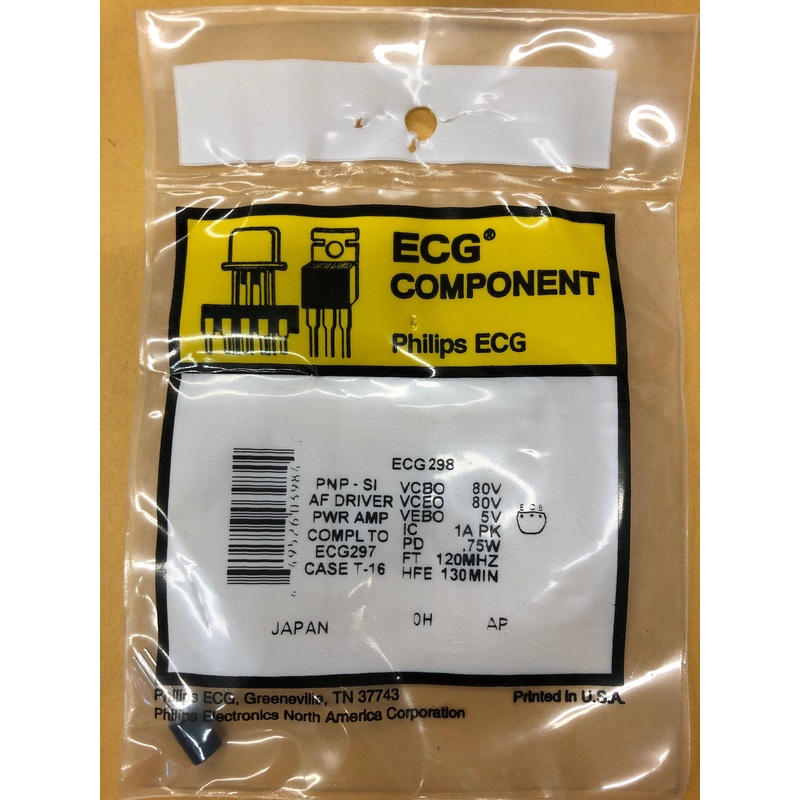 ECG®
COMPONENT
Philips ECG
ECG298
PNP - SI VCBO 80V
AF DRIVER VCEO 80V
PWR AMP VEBO 5V
COMPL TO IC 1A PK
ECG297 PD .75W
CASE T-16 FT 120MHZ
HFE 130MIN
E C B
JAPAN 0H AP
Philips ECG, Greeneville, TN 37743 Printed in U.S.A.
Philips Electronics North America Corporation